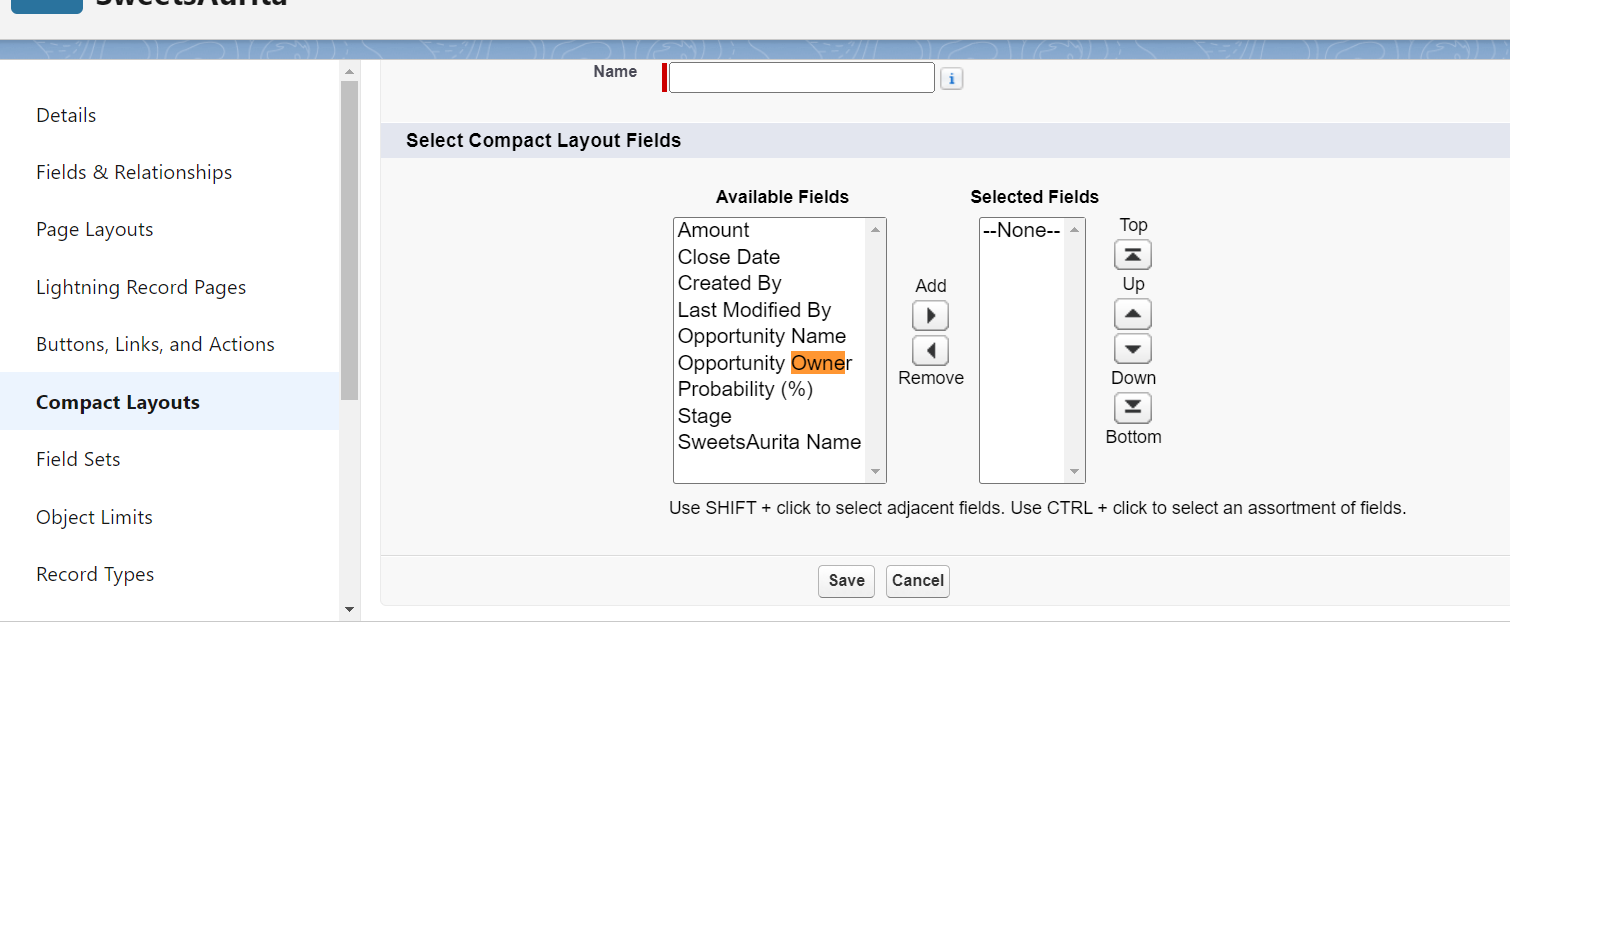 SweetsAurita
Name
Details
Fields & Relationships
Page Layouts
Lightning Record Pages
Buttons, Links, and Actions
Compact Layouts
Field Sets
Object Limits
Record Types
Select Compact Layout Fields
Available Fields
Selected Fields
Amount
Close Date
Created By
Last Modified By
Opportunity Name
Opportunity Owner
Probability (%)
Stage
SweetsAurita Name
Add
Remove
--None--
Top
Up
Down
Bottom
Use SHIFT + click to select adjacent fields. Use CTRL + click to select an assortment of fields.
Save
Cancel